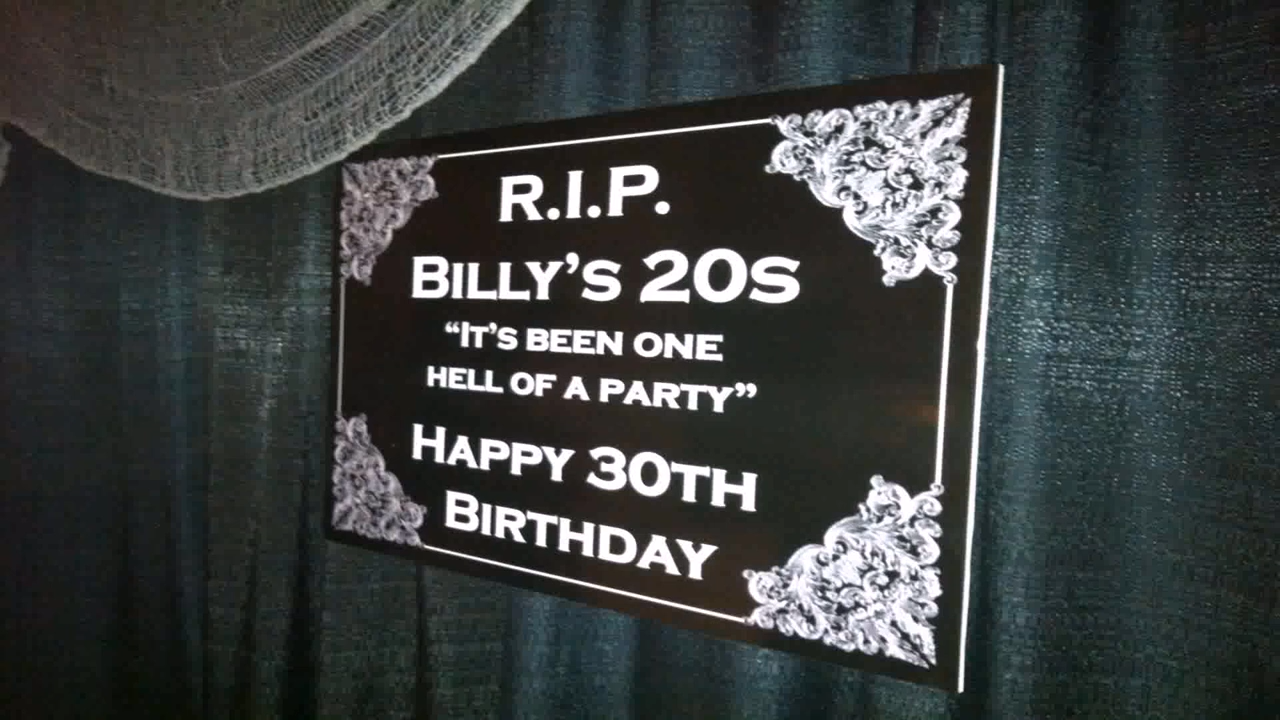 R.I.P.
BILLY'S 20S
“IT'S BEEN ONE
HELL OF A PARTY”
HAPPY 30TH
BIRTHDAY